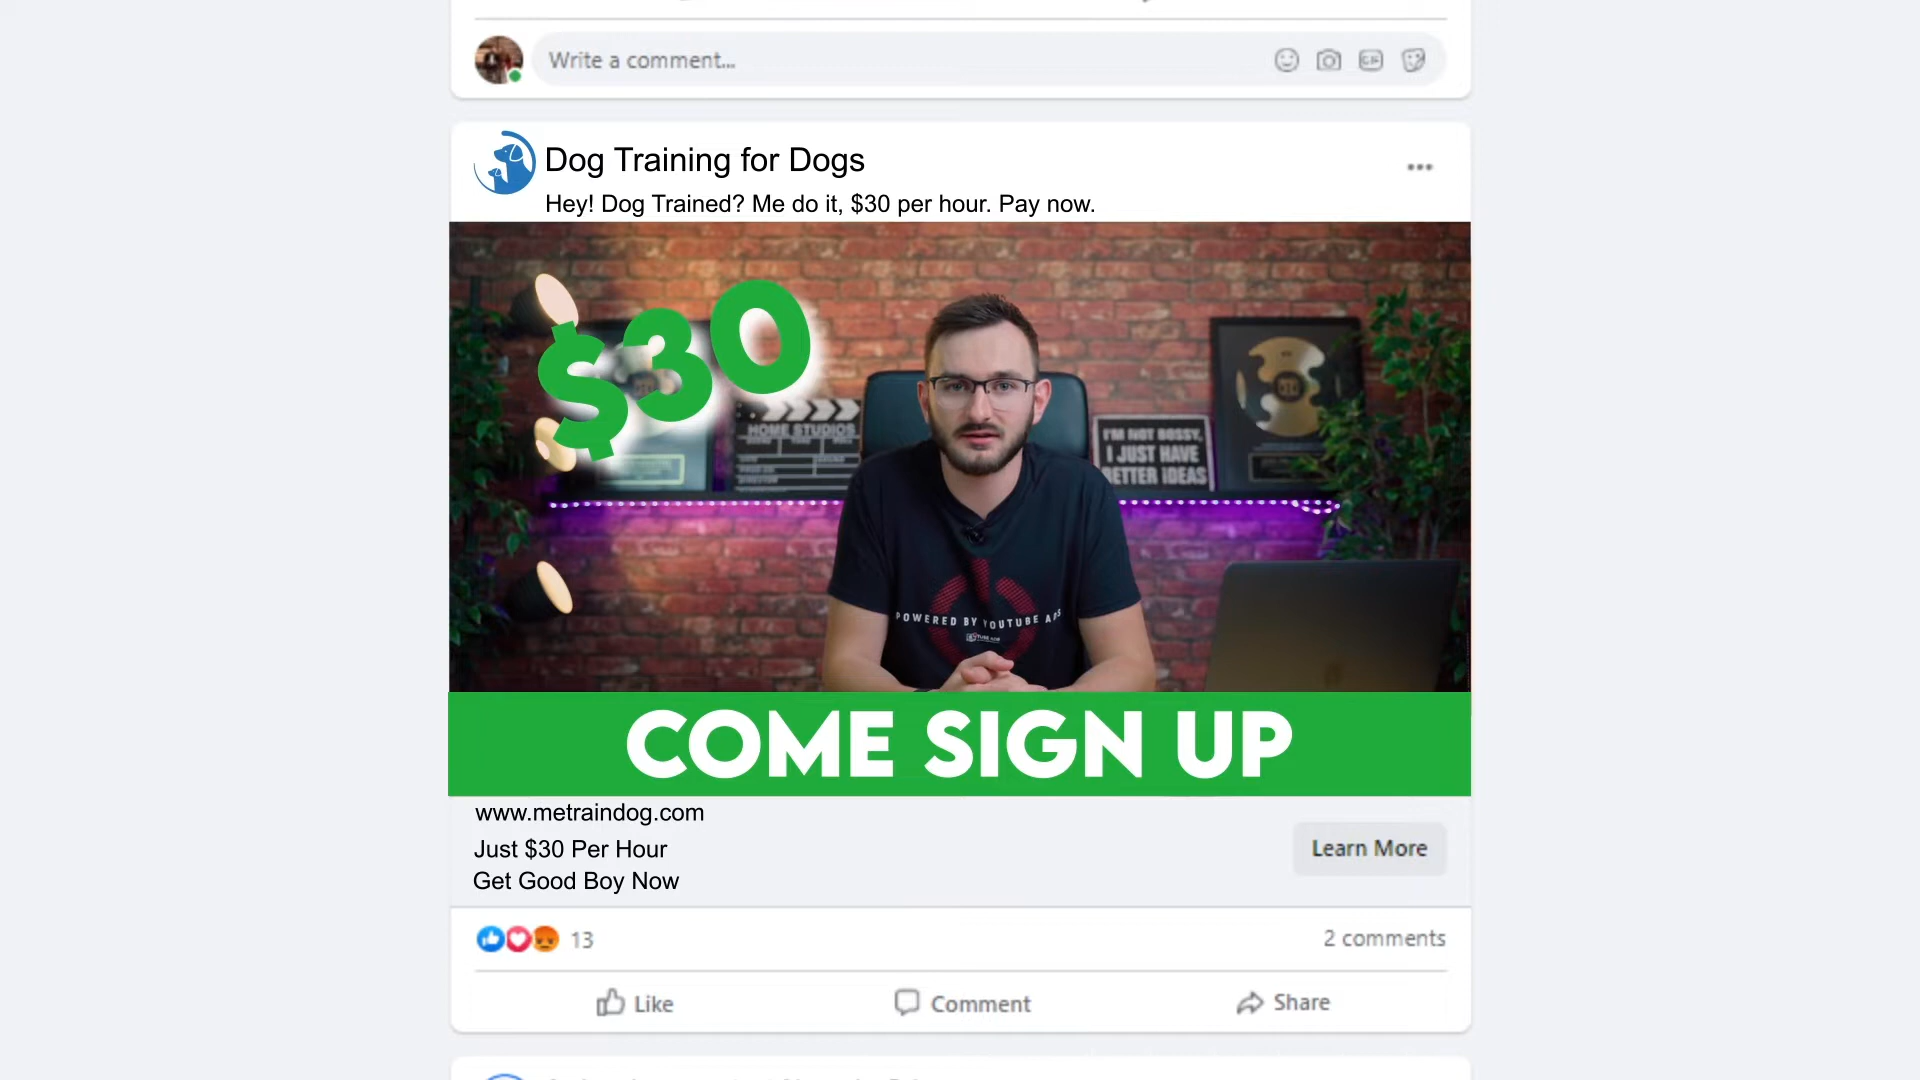 Write a comment...
Dog Training for Dogs
Hey! Dog Trained? Me do it, $30 per hour. Pay now.
$30
HOME STUDIOS
I'M NOT BOSSY,
I JUST HAVE
BETTER IDEAS
POWERED BY YOUTUBE ADS
COME SIGN UP
www.metraindog.com
Just $30 Per Hour
Get Good Boy Now
Learn More
13
2 comments
Like
Comment
Share